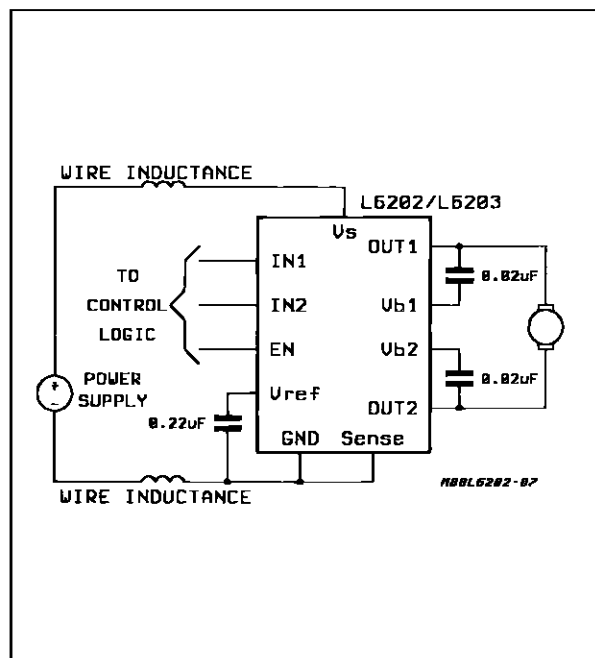 WIRE INDUCTANCE
L6202/L6203
Vs
OUT1
IN1
0.02uF
TO
CONTROL
LOGIC
IN2
Vb1
EN
Vb2
+
-
POWER
SUPPLY
Vref
0.02uF
0.22uF
OUT2
GND Sense
WIRE INDUCTANCE
M88L6202-07